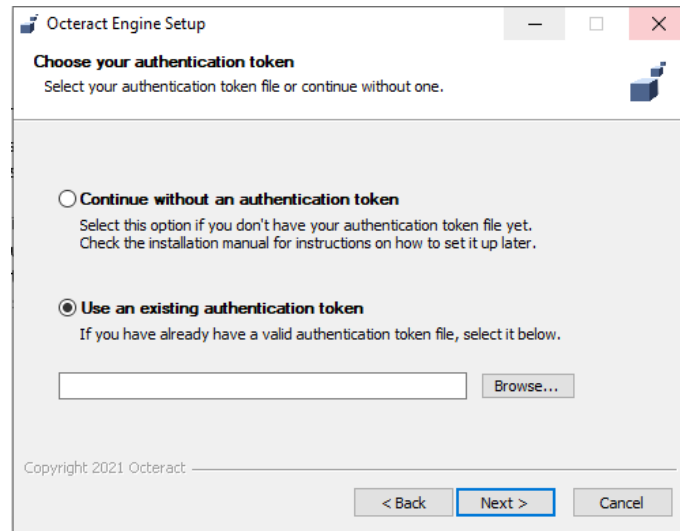 Octeract Engine Setup
Choose your authentication token
Select your authentication token file or continue without one.
Continue without an authentication token
Select this option if you don't have your authentication token file yet.
Check the installation manual for instructions on how to set it up later.
Use an existing authentication token
If you have already have a valid authentication token file, select it below.
Browse...
Copyright 2021 Octeract
< Back Next > Cancel